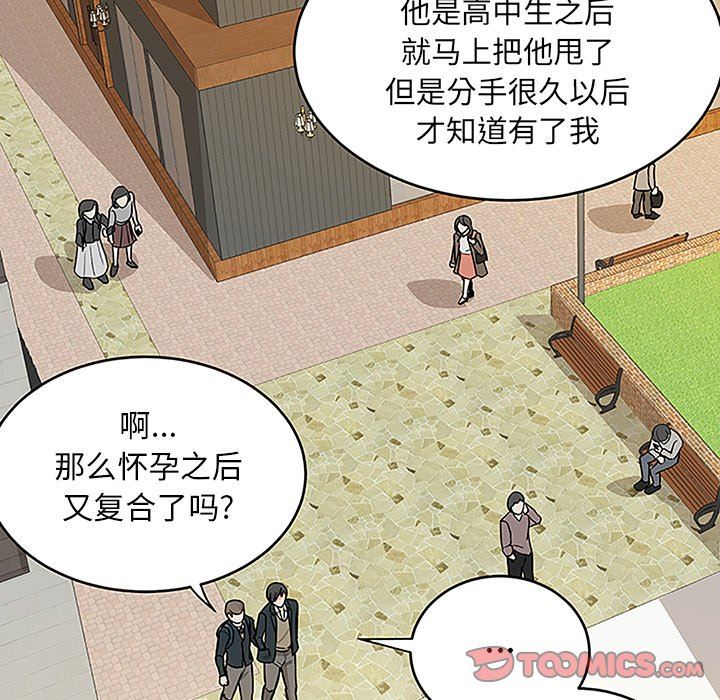 他是高中生之后
就马上把他甩了
但是分手很久以后
才知道有了我
啊...
那么怀孕之后
又复合了吗?
...
TOOMICS.com